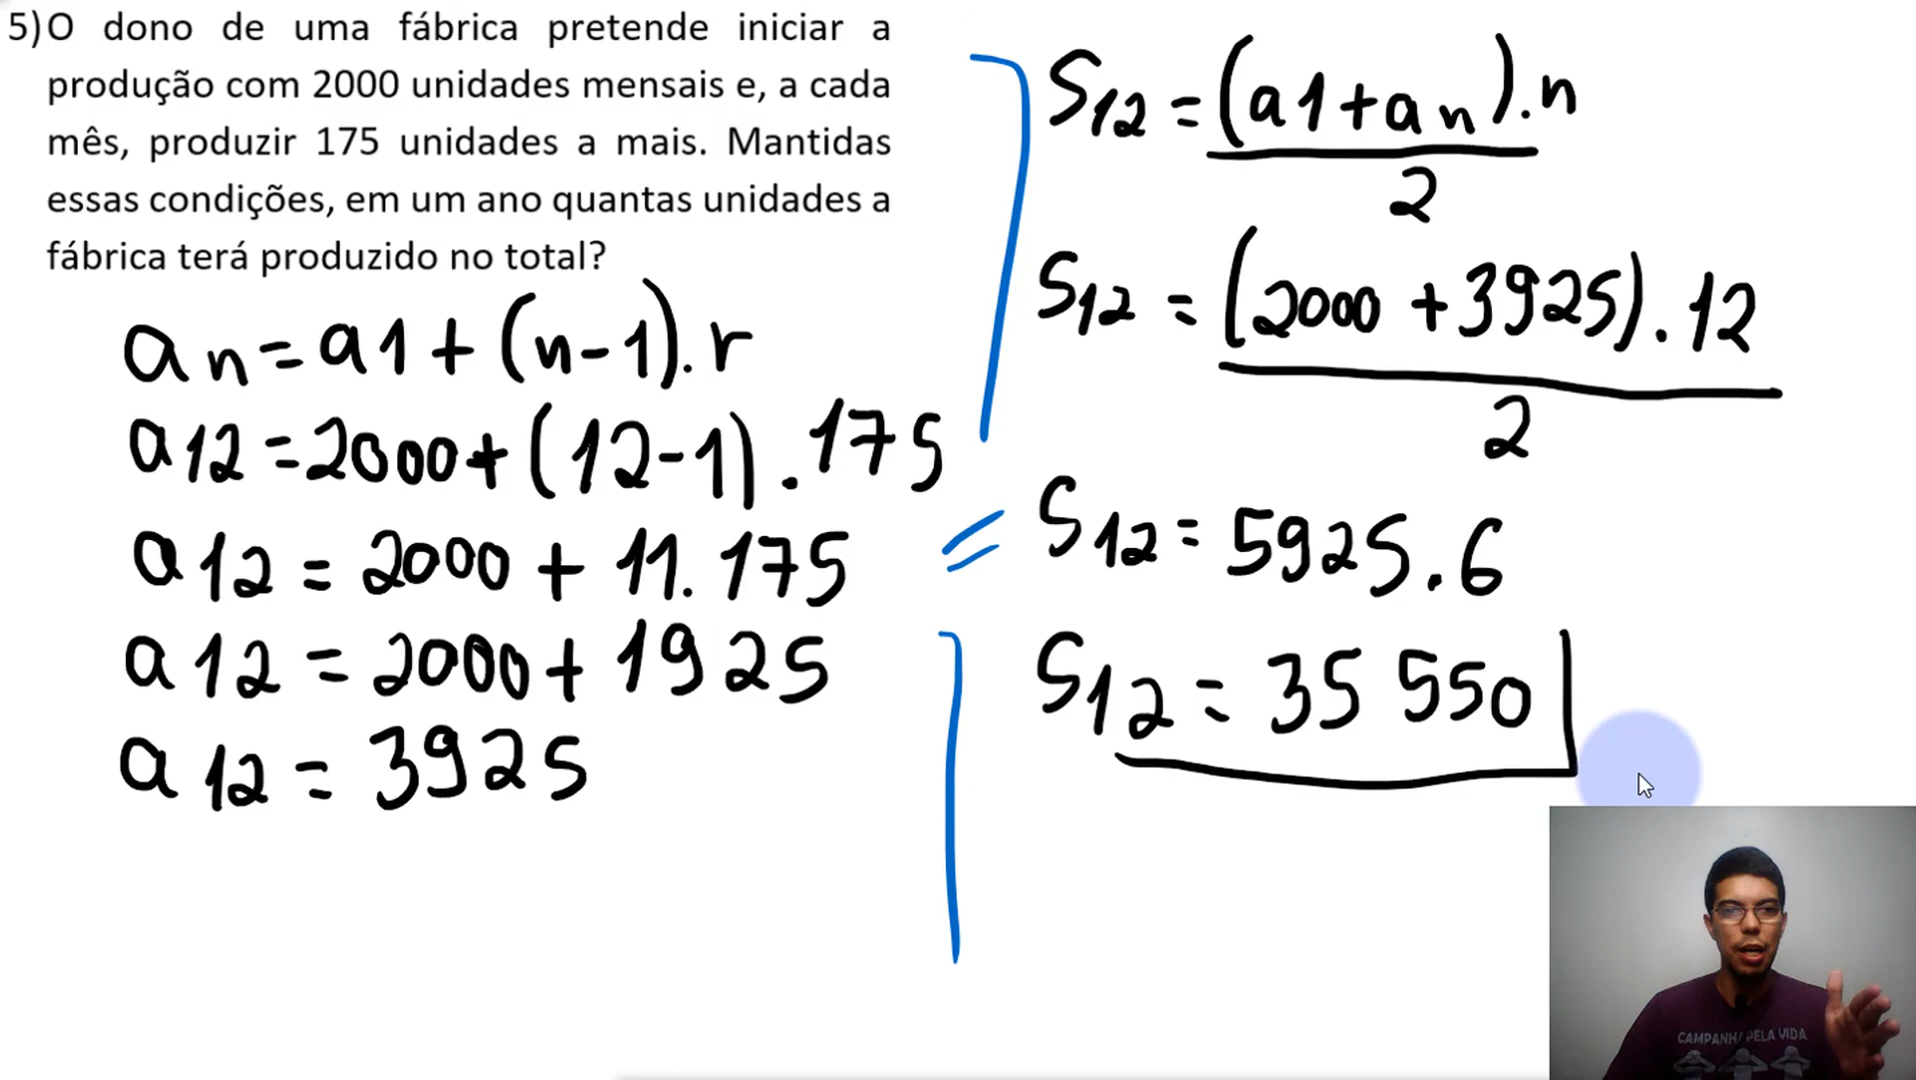 5) O dono de uma fábrica pretende iniciar a
produção com 2000 unidades mensais e, a cada
mês, produzir 175 unidades a mais. Mantidas
essas condições, em um ano quantas unidades a
fábrica terá produzido no total?
an = a1 + (n-1).r
a12 = 2000 + (12-1).175
a12 = 2000 + 11.175
a12 = 2000 + 1925
a12 = 3925
S12 = (a1 + an).n
2
S12 = (2000 + 3925).12
2
S12 = 5925.6
S12 = 35 550
CAMPANHA PELA VIDA